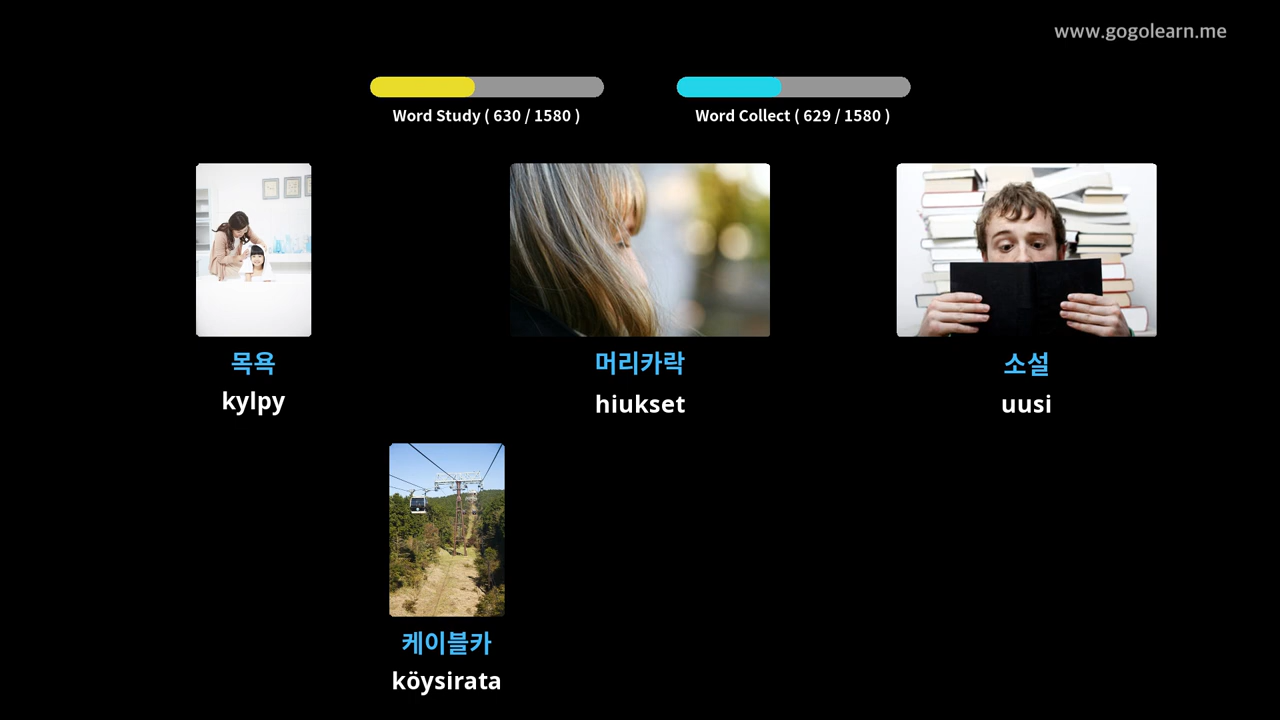 www.gogolearn.me
Word Study ( 630 / 1580 )
Word Collect ( 629 / 1580 )
목욕
kylpy
머리카락
hiukset
소설
uusi
케이블카
köysirata